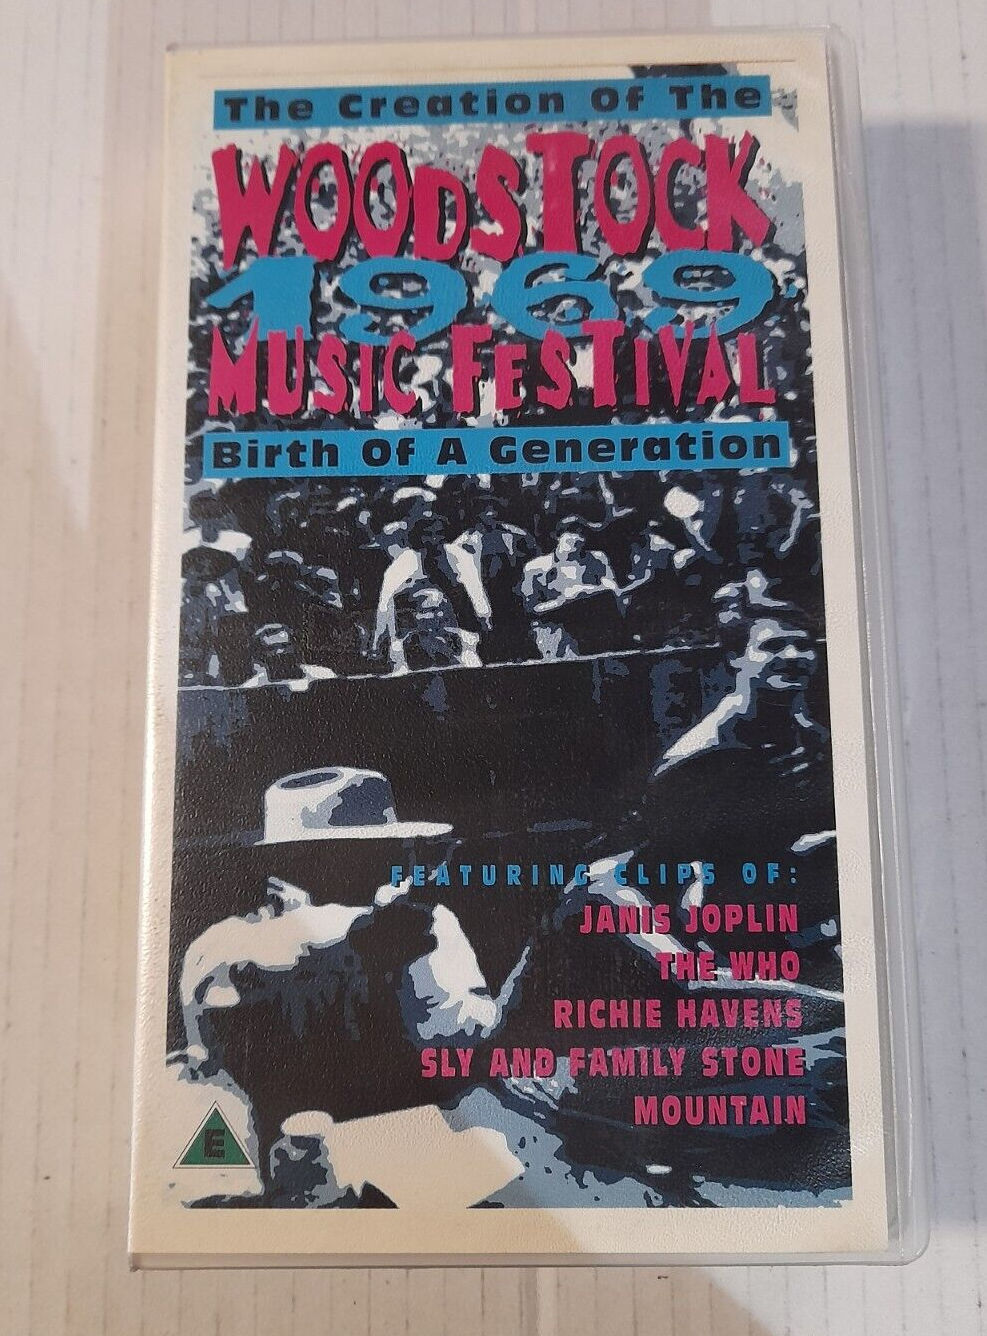 The Creation Of The
WOODSTOCK
1969
MUSIC FESTIVAL
Birth Of A Generation
FEATURING CLIPS OF:
JANIS JOPLIN
THE WHO
RICHIE HAVENS
SLY AND FAMILY STONE
MOUNTAIN
E